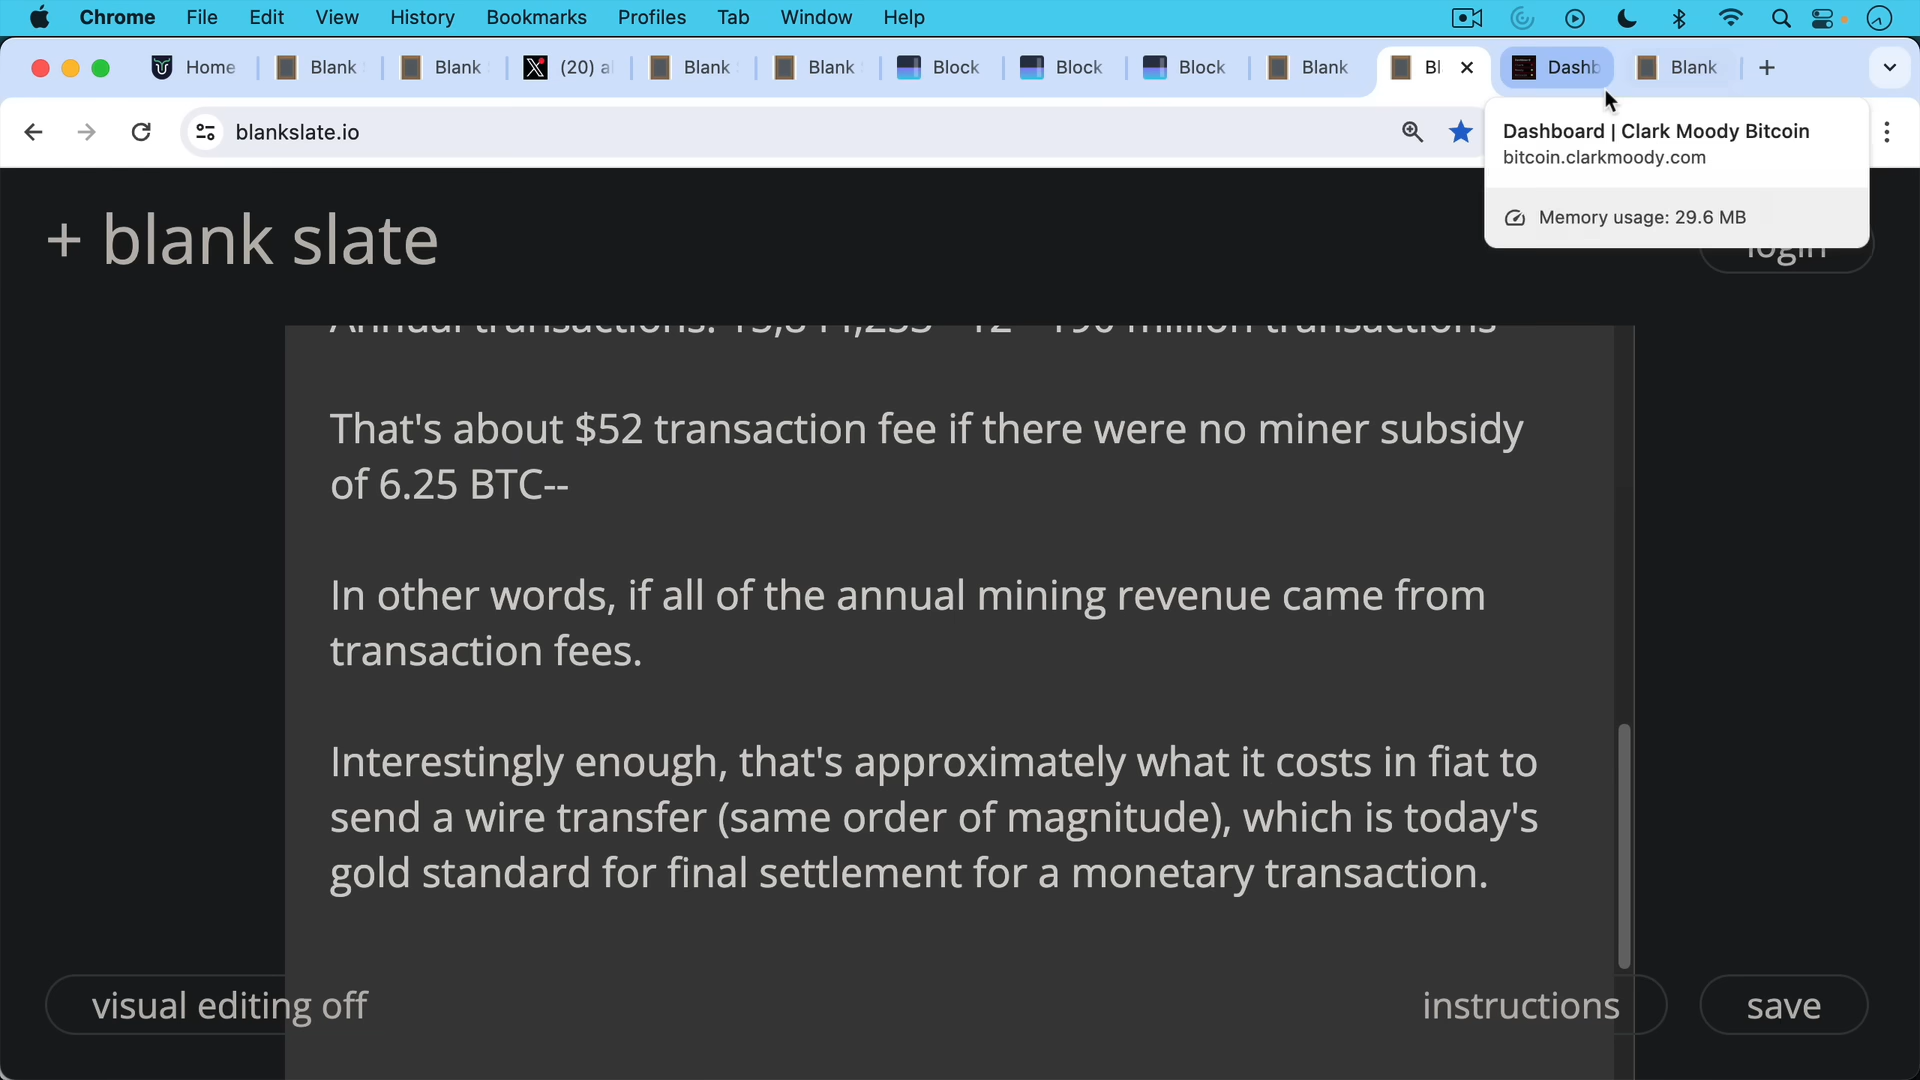 Chrome File Edit View History Bookmarks Profiles Tab Window Help
Home Blank Blank (20) al Blank Blank Block Block Block Blank Bl Dashb Blank
blankslate.io
Dashboard | Clark Moody Bitcoin
bitcoin.clarkmoody.com
Memory usage: 29.6 MB
+ blank slate
login
million transactions
That's about $52 transaction fee if there were no miner subsidy
of 6.25 BTC--
In other words, if all of the annual mining revenue came from
transaction fees.
Interestingly enough, that's approximately what it costs in fiat to
send a wire transfer (same order of magnitude), which is today's
gold standard for final settlement for a monetary transaction.
visual editing off
instructions
save